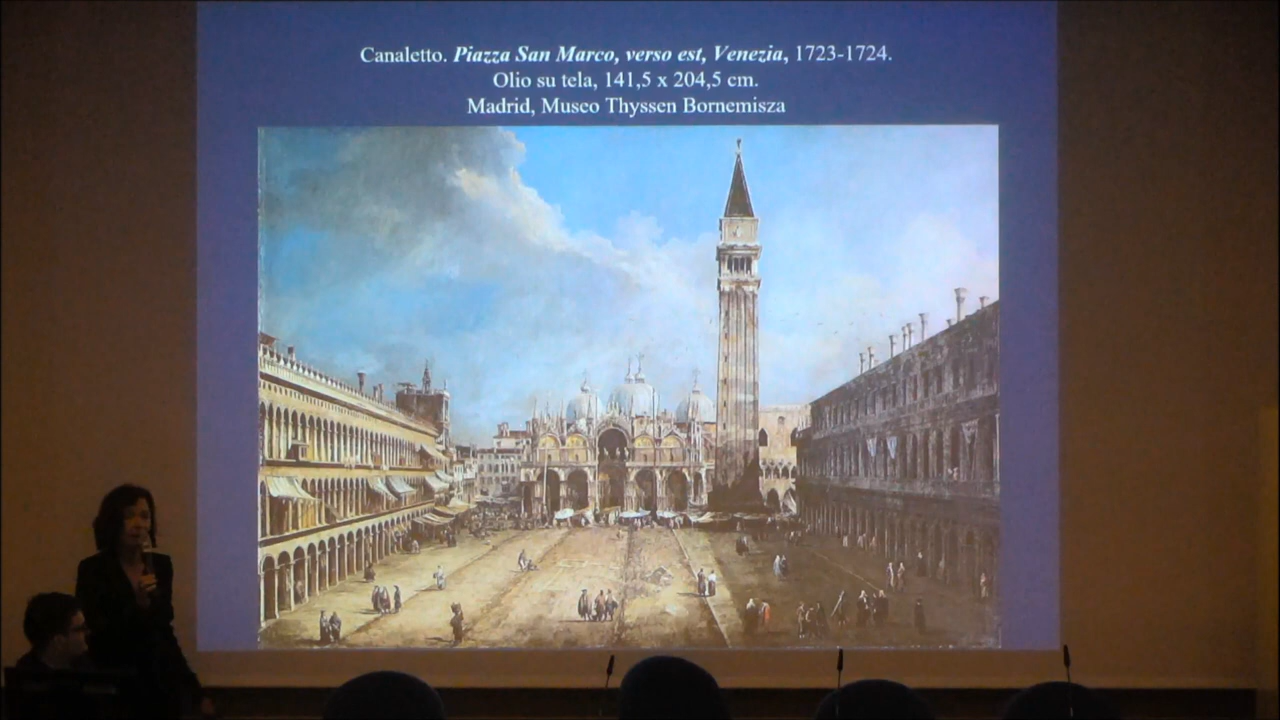 Canaletto. Piazza San Marco, verso est, Venezia, 1723-1724.
Olio su tela, 141,5 x 204,5 cm.
Madrid, Museo Thyssen Bornemisza